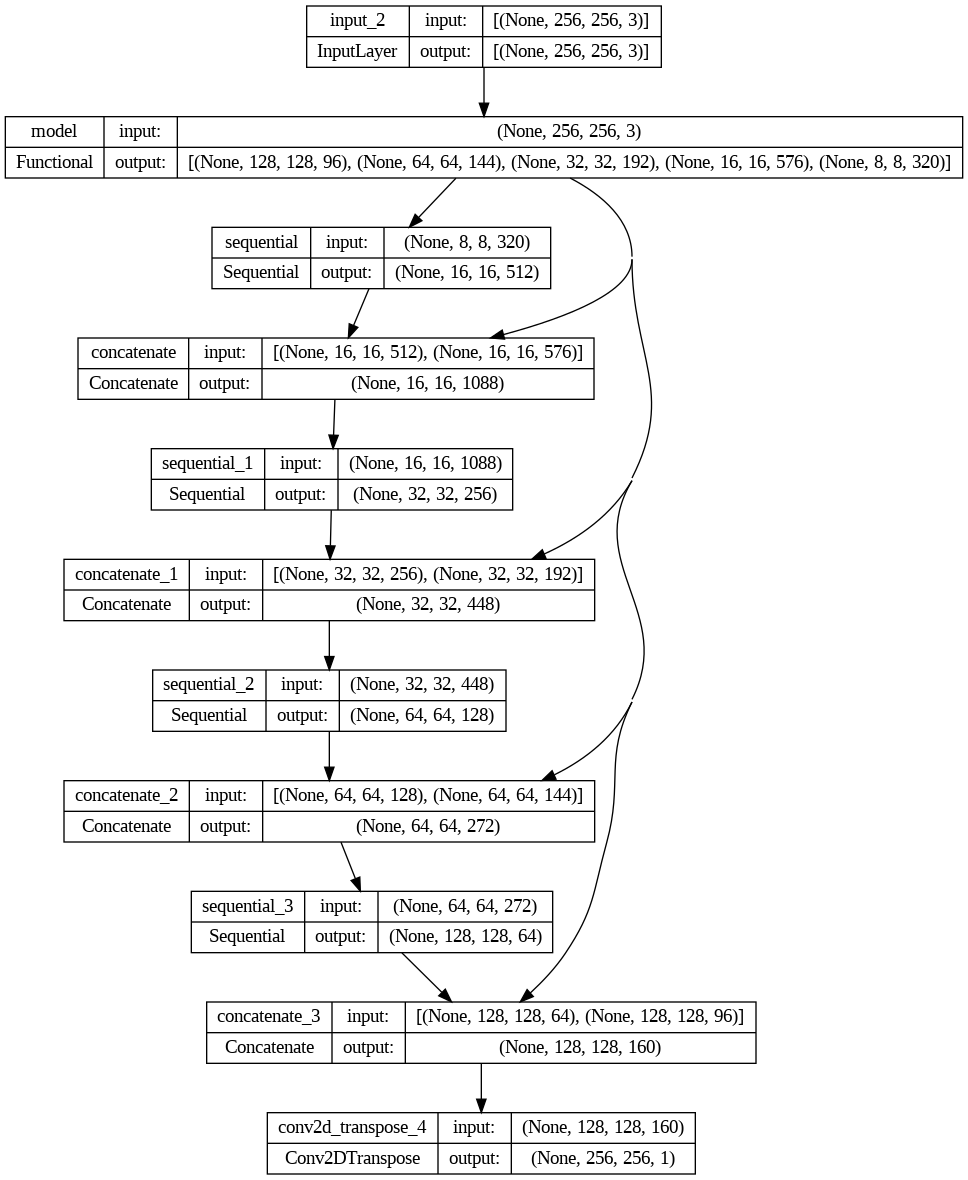 input_2 input: [(None, 256, 256, 3)]
InputLayer output: [(None, 256, 256, 3)]
model input: (None, 256, 256, 3)
Functional output: [(None, 128, 128, 96), (None, 64, 64, 144), (None, 32, 32, 192), (None, 16, 16, 576), (None, 8, 8, 320)]
sequential input: (None, 8, 8, 320)
Sequential output: (None, 16, 16, 512)
concatenate input: [(None, 16, 16, 512), (None, 16, 16, 576)]
Concatenate output: (None, 16, 16, 1088)
sequential_1 input: (None, 16, 16, 1088)
Sequential output: (None, 32, 32, 256)
concatenate_1 input: [(None, 32, 32, 256), (None, 32, 32, 192)]
Concatenate output: (None, 32, 32, 448)
sequential_2 input: (None, 32, 32, 448)
Sequential output: (None, 64, 64, 128)
concatenate_2 input: [(None, 64, 64, 128), (None, 64, 64, 144)]
Concatenate output: (None, 64, 64, 272)
sequential_3 input: (None, 64, 64, 272)
Sequential output: (None, 128, 128, 64)
concatenate_3 input: [(None, 128, 128, 64), (None, 128, 128, 96)]
Concatenate output: (None, 128, 128, 160)
conv2d_transpose_4 input: (None, 128, 128, 160)
Conv2DTranspose output: (None, 256, 256, 1)